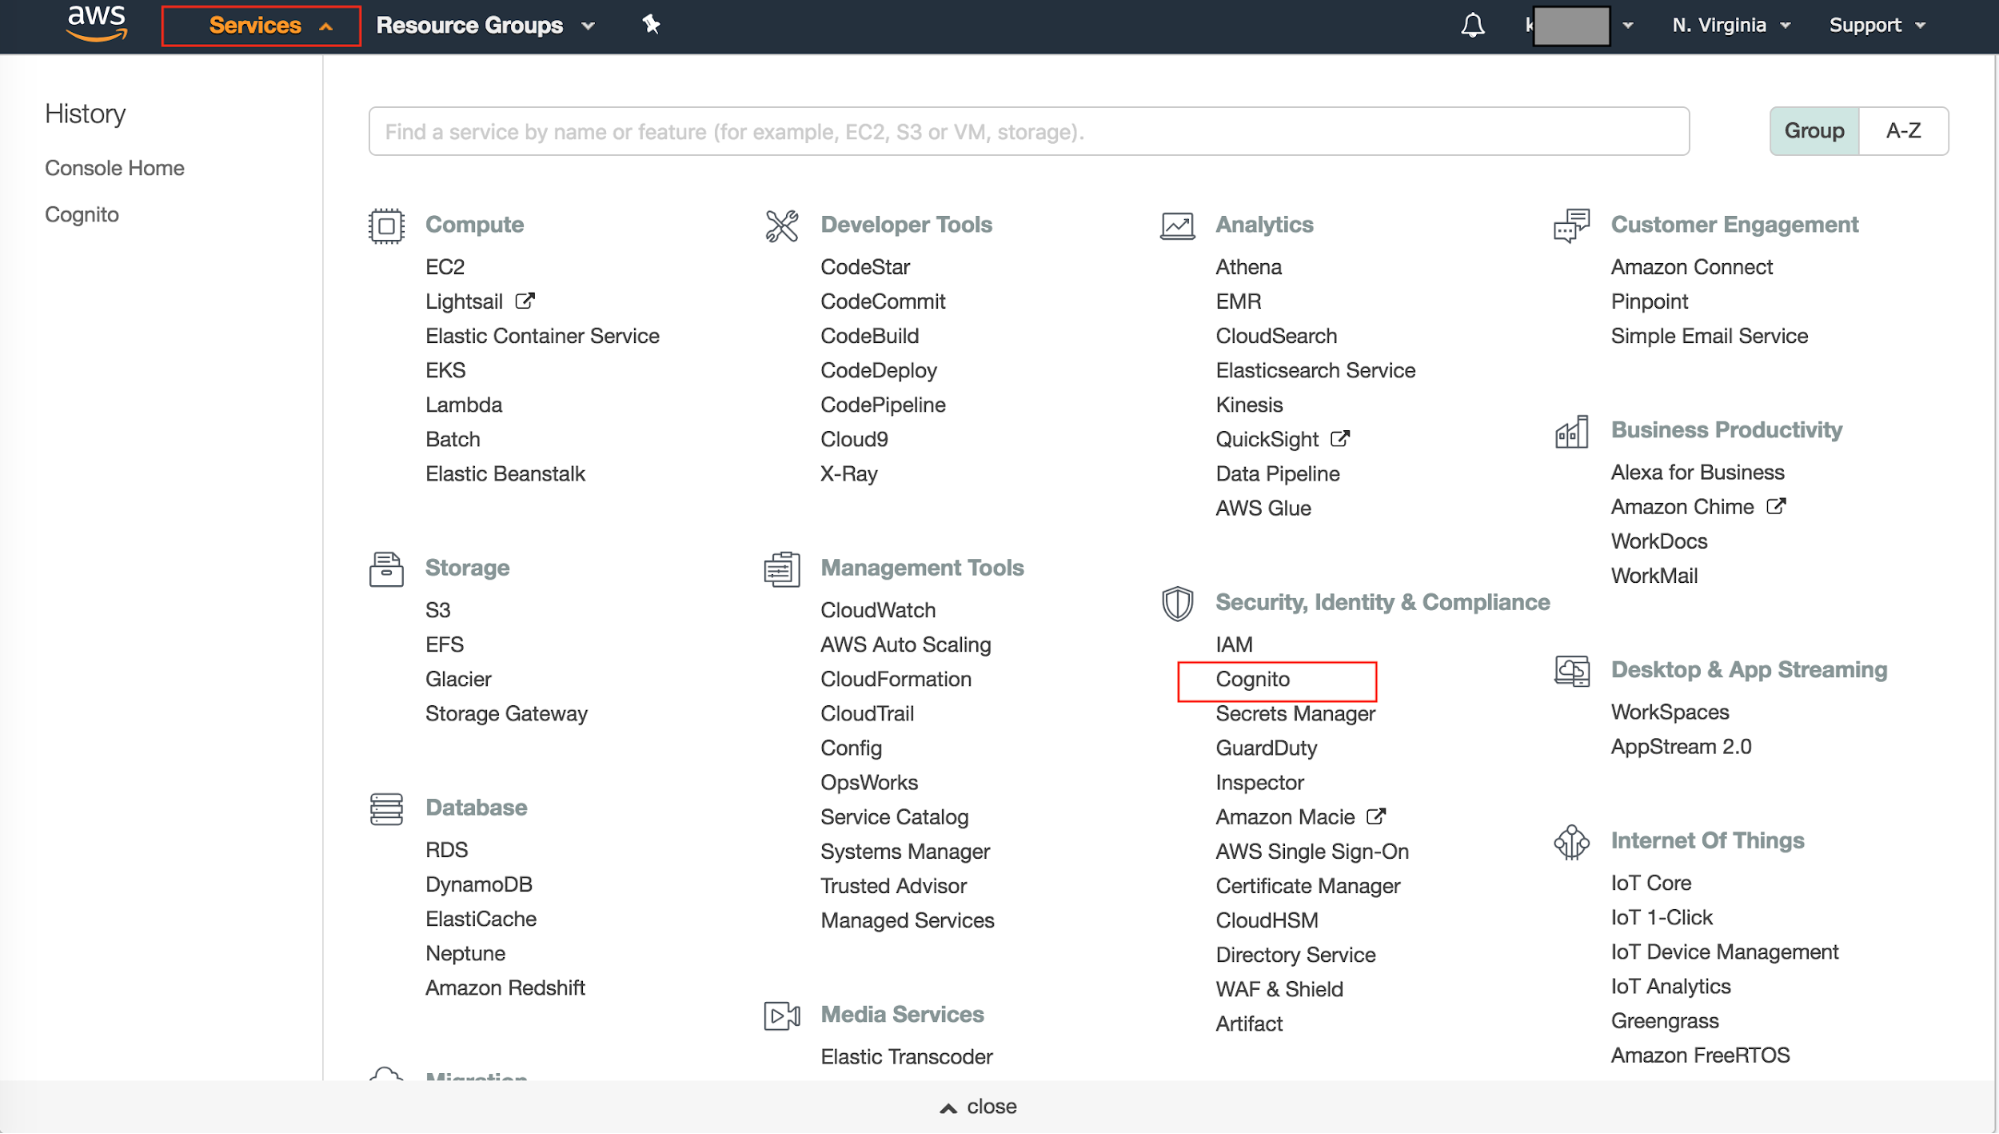 aws
Services
Resource Groups
k
N. Virginia
Support
History
Console Home
Cognito
Find a service by name or feature (for example, EC2, S3 or VM, storage).
Group
A-Z
Compute
EC2
Lightsail
Elastic Container Service
EKS
Lambda
Batch
Elastic Beanstalk
Storage
S3
EFS
Glacier
Storage Gateway
Database
RDS
DynamoDB
ElastiCache
Neptune
Amazon Redshift
Migration
Developer Tools
CodeStar
CodeCommit
CodeBuild
CodeDeploy
CodePipeline
Cloud9
X-Ray
Management Tools
CloudWatch
AWS Auto Scaling
CloudFormation
CloudTrail
Config
OpsWorks
Service Catalog
Systems Manager
Trusted Advisor
Managed Services
Media Services
Elastic Transcoder
Analytics
Athena
EMR
CloudSearch
Elasticsearch Service
Kinesis
QuickSight
Data Pipeline
AWS Glue
Security, Identity & Compliance
IAM
Cognito
Secrets Manager
GuardDuty
Inspector
Amazon Macie
AWS Single Sign-On
Certificate Manager
CloudHSM
Directory Service
WAF & Shield
Artifact
Customer Engagement
Amazon Connect
Pinpoint
Simple Email Service
Business Productivity
Alexa for Business
Amazon Chime
WorkDocs
WorkMail
Desktop & App Streaming
WorkSpaces
AppStream 2.0
Internet Of Things
IoT Core
IoT 1-Click
IoT Device Management
IoT Analytics
Greengrass
Amazon FreeRTOS
close